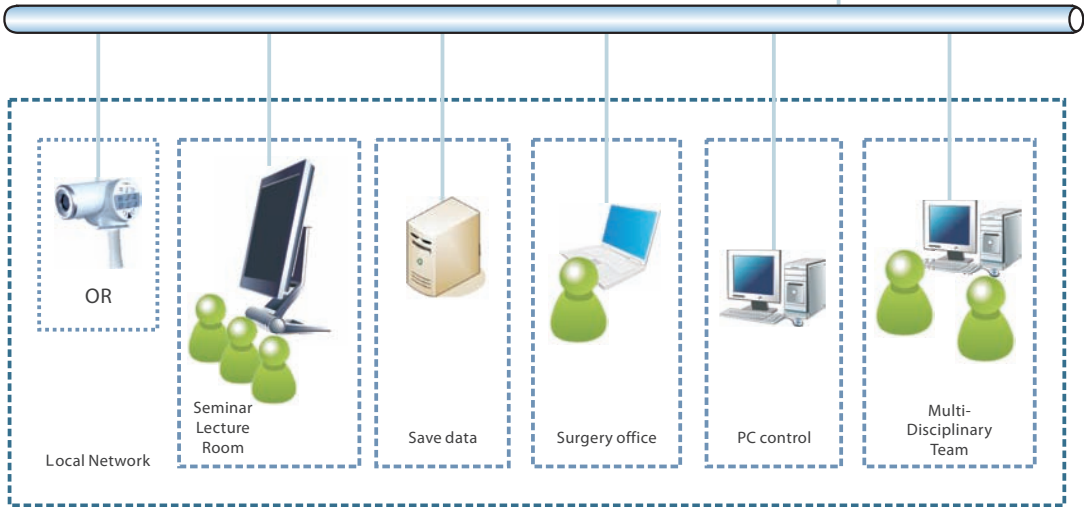 OR
Seminar
Lecture
Room
Local Network
Save data
Surgery office
PC control
Multi-
Disciplinary
Team